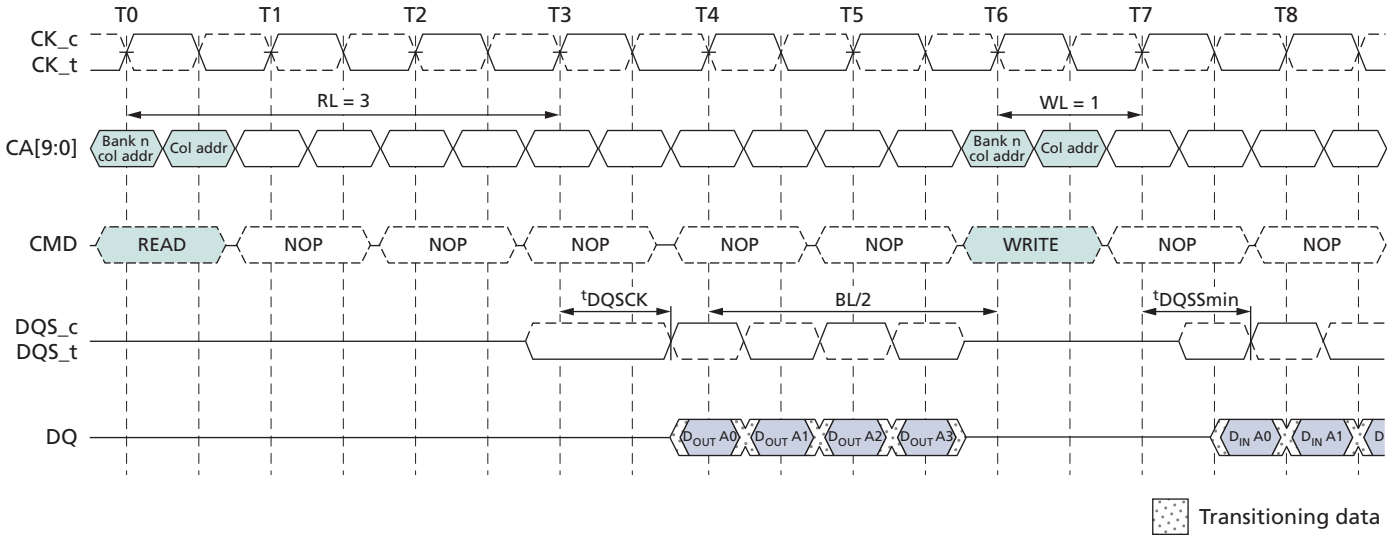 T0 T1 T2 T3 T4 T5 T6 T7 T8
CK_c
CK_t
RL = 3 WL = 1
CA[9:0] Bank n col addr Col addr Bank n col addr Col addr
CMD READ NOP NOP NOP NOP NOP WRITE NOP NOP
tDQSCK BL/2 tDQSSmin
DQS_c
DQS_t
DQ DOUT A0 DOUT A1 DOUT A2 DOUT A3 DIN A0 DIN A1 D
Transitioning data